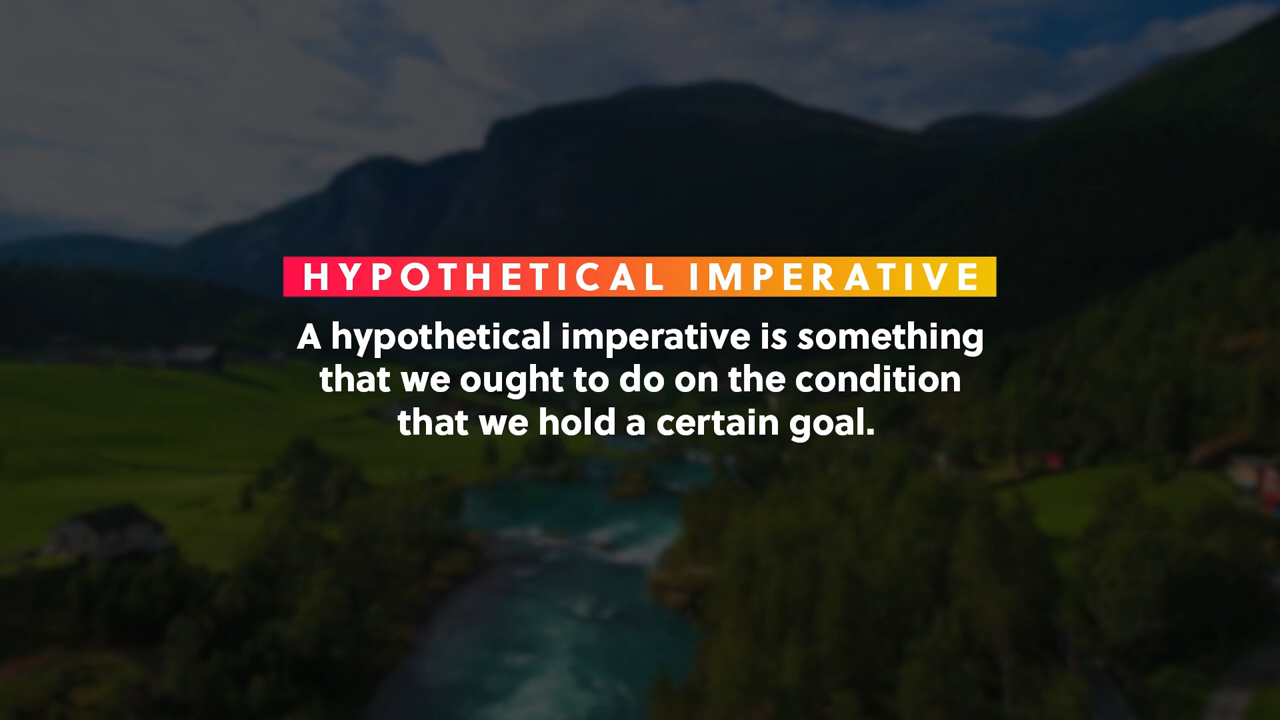 HYPOTHETICAL IMPERATIVE
A hypothetical imperative is something
that we ought to do on the condition
that we hold a certain goal.